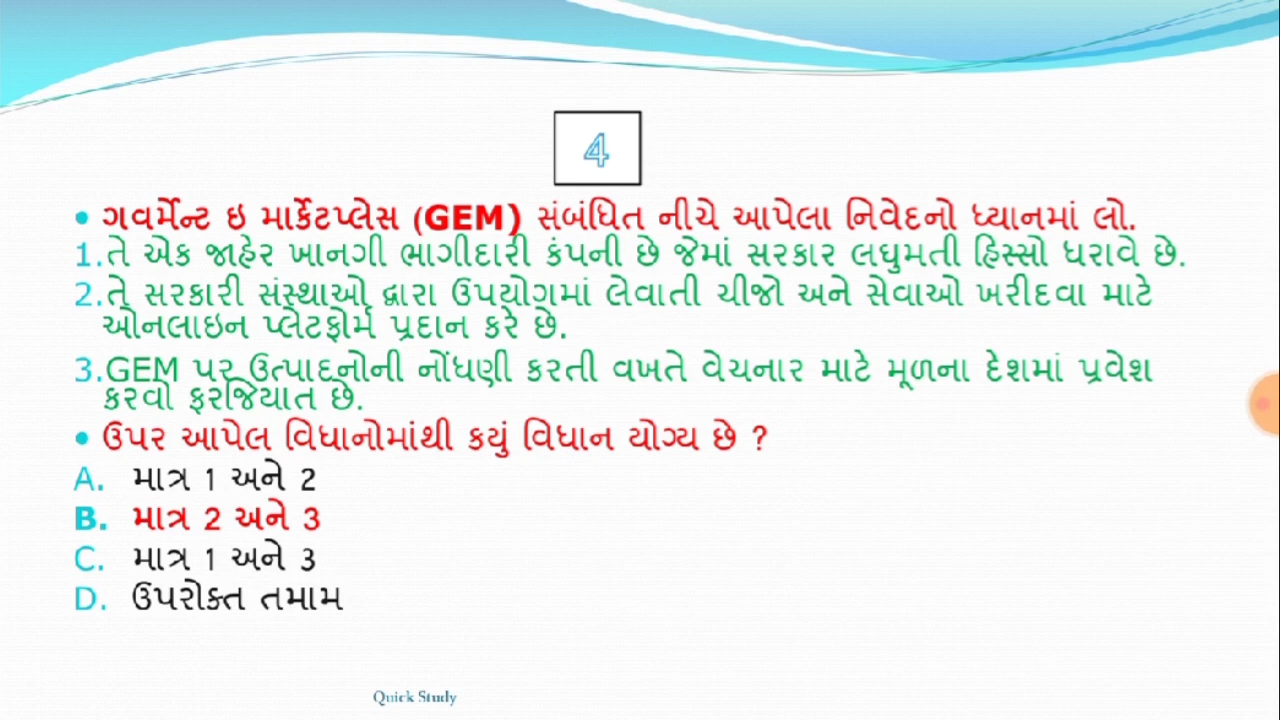 4
• ગવર્મેન્ટ ઇ માર્કેટપ્લેસ (GEM) સંબંધિત નીચે આપેલા નિવેદનો ધ્યાનમાં લો.
1. તે એક જાહેર ખાનગી ભાગીદારી કંપની છે જેમાં સરકાર લઘુમતી હિસ્સો ધરાવે છે.
2. તે સરકારી સંસ્થાઓ દ્વારા ઉપયોગમાં લેવાતી ચીજો અને સેવાઓ ખરીદવા માટે
ઓનલાઇન પ્લેટફોર્મ પ્રદાન કરે છે.
3. GEM પર ઉત્પાદનોની નોંધણી કરતી વખતે વેચનાર માટે મૂળના દેશમાં પ્રવેશ
કરવો ફરજિયાત છે.
• ઉપર આપેલ વિધાનોમાંથી કયું વિધાન યોગ્ય છે ?
A. માત્ર 1 અને 2
B. માત્ર 2 અને 3
C. માત્ર 1 અને 3
D. ઉપરોક્ત તમામ
Quick Study